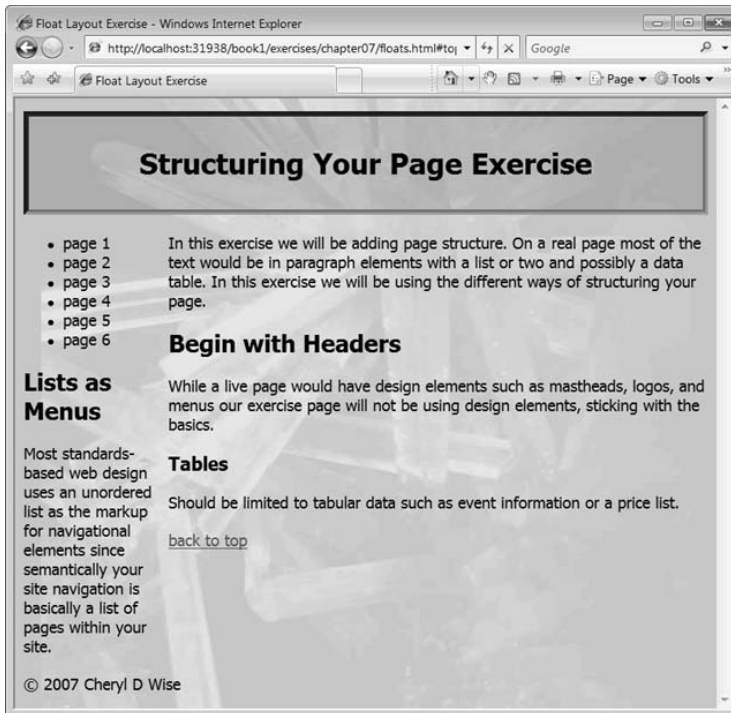 Float Layout Exercise - Windows Internet Explorer
http://localhost:31938/book1/exercises/chapter07/floats.html#to
Google
Float Layout Exercise
Page
Tools
Structuring Your Page Exercise
• page 1
• page 2
• page 3
• page 4
• page 5
• page 6
Lists as
Menus
Most standards-
based web design
uses an unordered
list as the markup
for navigational
elements since
semantically your
site navigation is
basically a list of
pages within your
site.
In this exercise we will be adding page structure. On a real page most of the
text would be in paragraph elements with a list or two and possibly a data
table. In this exercise we will be using the different ways of structuring your
page.
Begin with Headers
While a live page would have design elements such as mastheads, logos, and
menus our exercise page will not be using design elements, sticking with the
basics.
Tables
Should be limited to tabular data such as event information or a price list.
back to top
© 2007 Cheryl D Wise